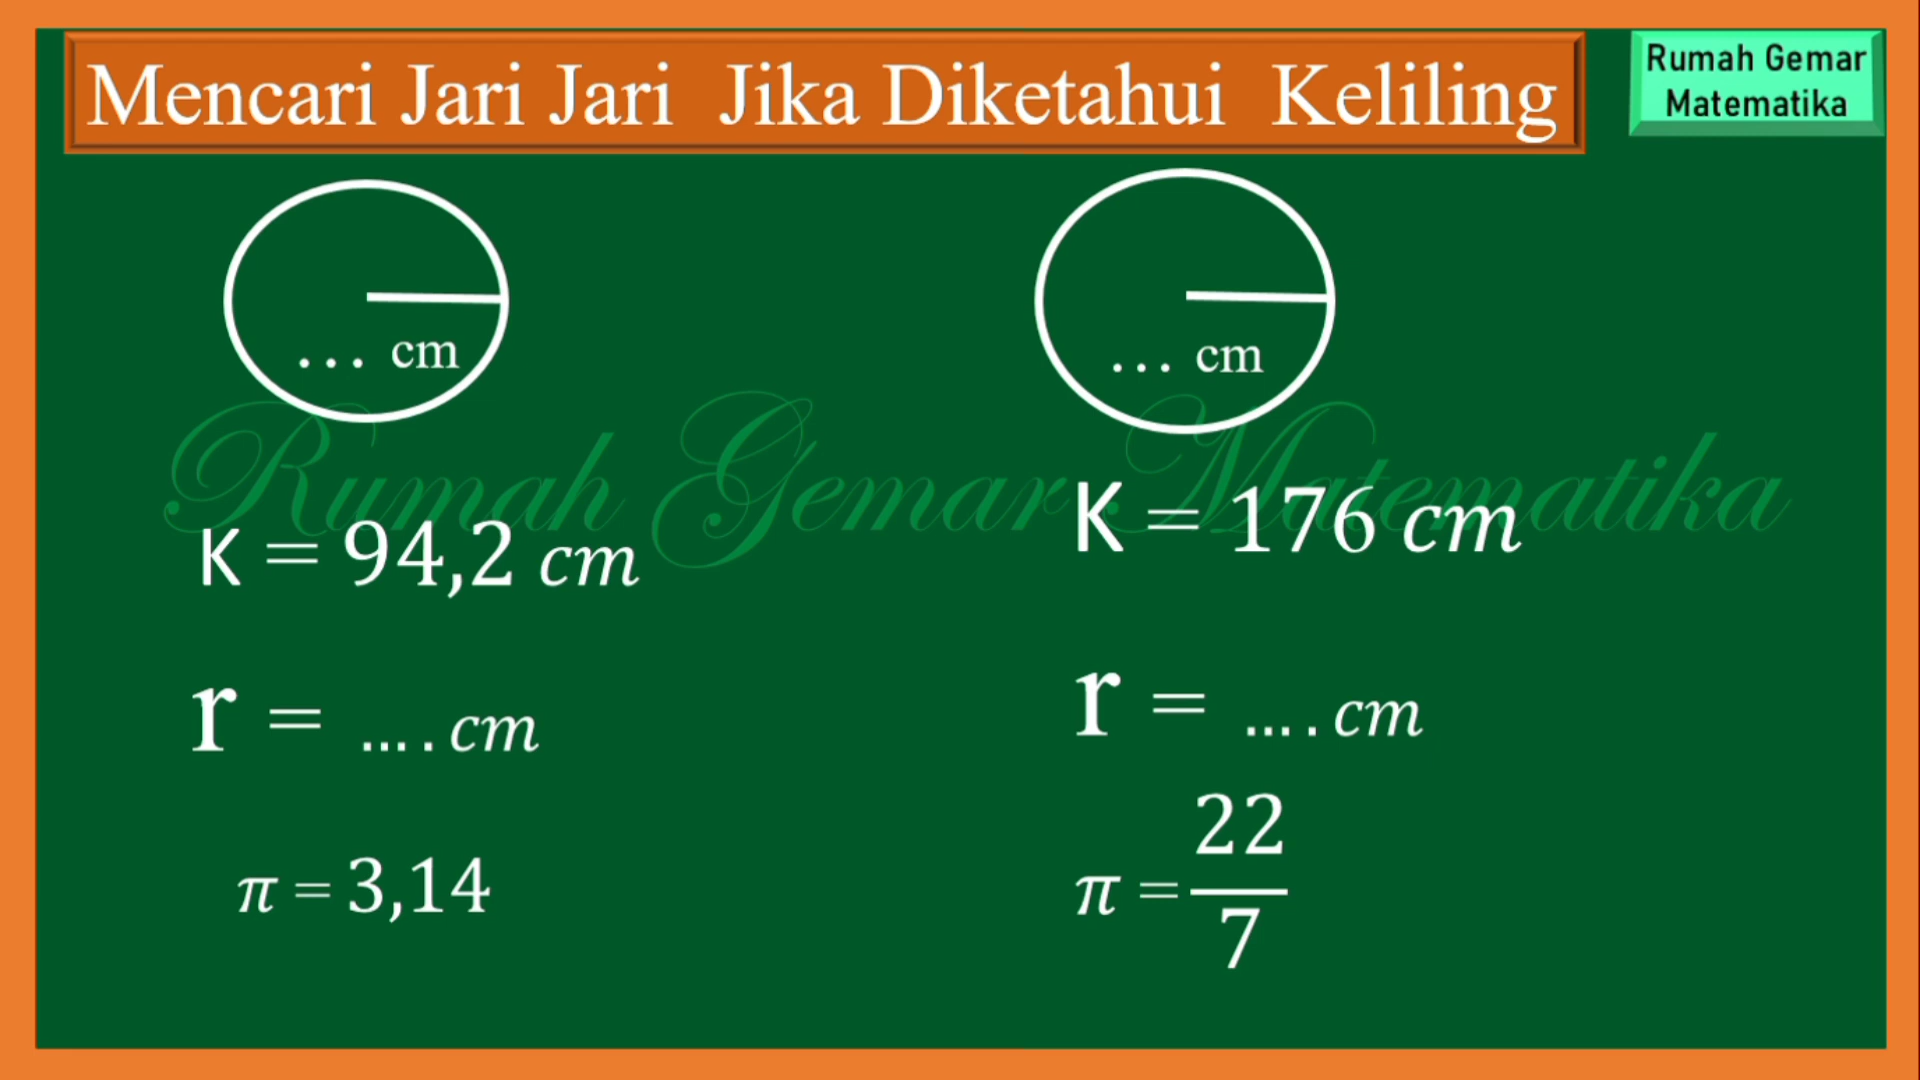 Mencari Jari Jari Jika Diketahui Keliling
Rumah Gemar
Matematika
... cm
... cm
Rumah Gemar Matematika
K = 94,2 cm
K = 176 cm
r = .... cm
r = .... cm
π = 3,14
π = 22/7